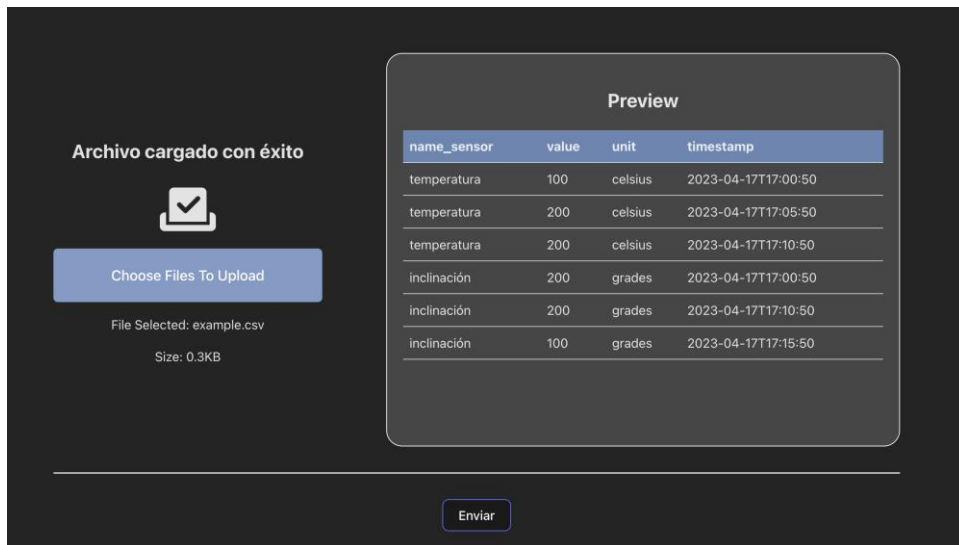 Archivo cargado con éxito
Choose Files To Upload
File Selected: example.csv
Size: 0.3KB
Preview
name_sensor value unit timestamp
temperatura 100 celsius 2023-04-17T17:00:50
temperatura 200 celsius 2023-04-17T17:05:50
temperatura 200 celsius 2023-04-17T17:10:50
inclinación 200 grades 2023-04-17T17:00:50
inclinación 200 grades 2023-04-17T17:10:50
inclinación 100 grades 2023-04-17T17:15:50
Enviar